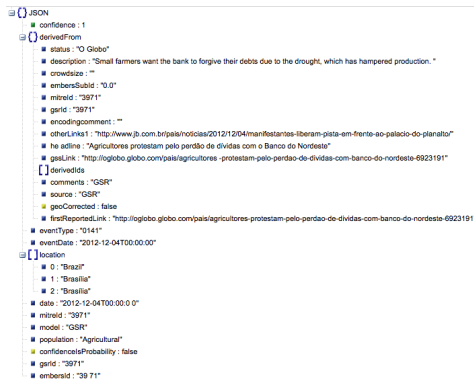 JSON
confidence : 1
derivedFrom
status : "O Globo"
description : "Small farmers want the bank to forgive their debts due to the drought, which has hampered production. "
crowdsize : ""
embersSubId : "0.0"
mitreId : "3971"
gsrId : "3971"
encodingcomment : ""
otherLinks1 : "http://www.jb.com.br/pais/noticias/2012/12/04/manifestantes-liberam-pista-em-frente-ao-palacio-do-planalto/"
he adline : "Agricultores protestam pelo perdão de dívidas com o Banco do Nordeste"
gssLink : "http://oglobo.globo.com/pais/agricultores -protestam-pelo-perdao-de-dividas-com-banco-do-nordeste-6923191"
derivedIds
comments : "GSR"
source : "GSR"
geoCorrected : false
firstReportedLink : "http://oglobo.globo.com/pais/agricultores-protestam-pelo-perdao-de-dividas-com-banco-do-nordeste-6923191
eventType : "0141"
eventDate : "2012-12-04T00:00:00"
location
0 : "Brazil"
1 : "Brasília"
2 : "Brasília"
date : "2012-12-04T00:00:0 0"
mitreId : "3971"
model : "GSR"
population : "Agricultural"
confidenceIsProbability : false
gsrId : "3971"
embersId : "39 71"